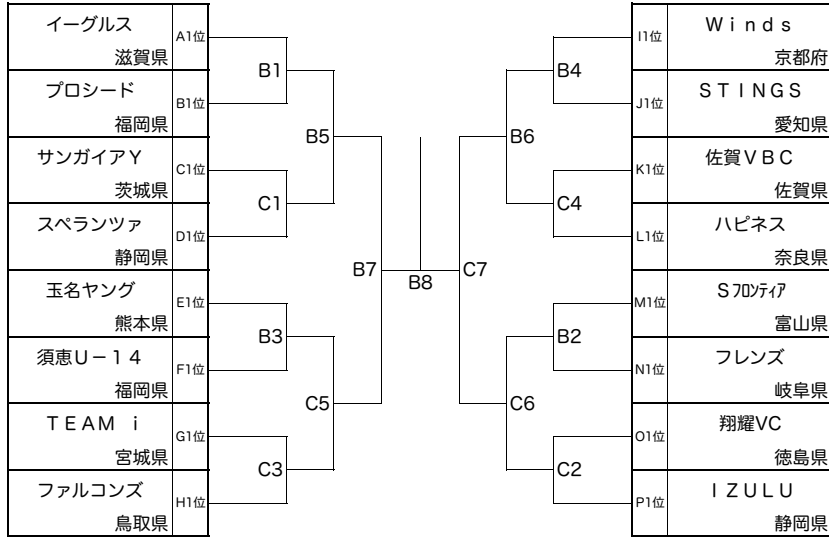 イーグルス
滋賀県
A1位
プロシード
福岡県
B1位
サンガイアY
茨城県
C1位
スペランツァ
静岡県
D1位
玉名ヤング
熊本県
E1位
須恵U－14
福岡県
F1位
TEAM i
宮城県
G1位
ファルコンズ
鳥取県
H1位
B1
C1
B3
C3
B5
C5
B7
B8
C7
B6
C6
B4
C4
B2
C2
I1位
Winds
京都府
J1位
STINGS
愛知県
K1位
佐賀VBC
佐賀県
L1位
ハピネス
奈良県
M1位
Sフロンティア
富山県
N1位
フレンズ
岐阜県
O1位
翔耀VC
徳島県
P1位
IZULU
静岡県